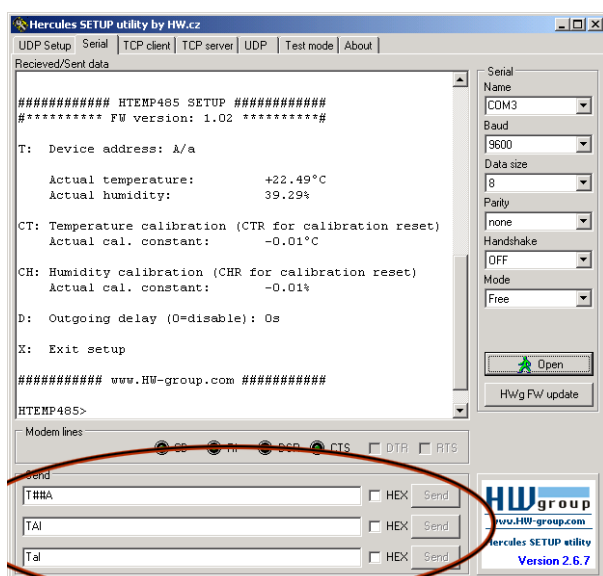 Hercules SETUP utility by HW.cz
UDP Setup Serial TCP client TCP server UDP Test mode About
Recieved/Sent data
############ HTEMP485 SETUP ############
#********** FW version: 1.02 **********#
T: Device address: A/a
Actual temperature: +22.49°C
Actual humidity: 39.29%
CT: Temperature calibration (CTR for calibration reset)
Actual cal. constant: -0.01°C
CH: Humidity calibration (CHR for calibration reset)
Actual cal. constant: -0.01%
D: Outgoing delay (0=disable): 0s
X: Exit setup
########### www.HW-group.com ###########
HTEMP485>
Serial
Name
COM3
Baud
9600
Data size
8
Parity
none
Handshake
OFF
Mode
Free
Open
HWg FW update
Modem lines
CD RI DSR CTS DTR RTS
Send
T##A HEX Send
TAI HEX Send
TaI HEX Send
HW group
www.HW-group.com
Hercules SETUP utility
Version 2.6.7